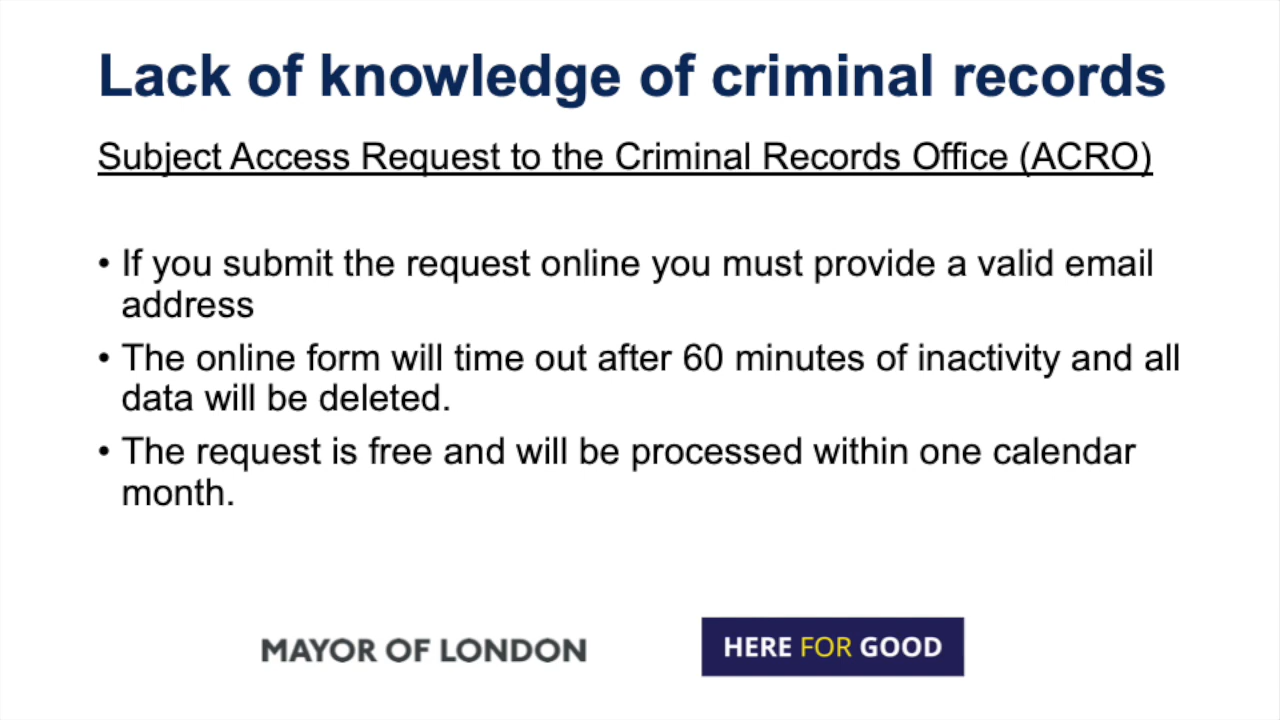 Lack of knowledge of criminal records
Subject Access Request to the Criminal Records Office (ACRO)
• If you submit the request online you must provide a valid email
address
• The online form will time out after 60 minutes of inactivity and all
data will be deleted.
• The request is free and will be processed within one calendar
month.
MAYOR OF LONDON
HERE FOR GOOD